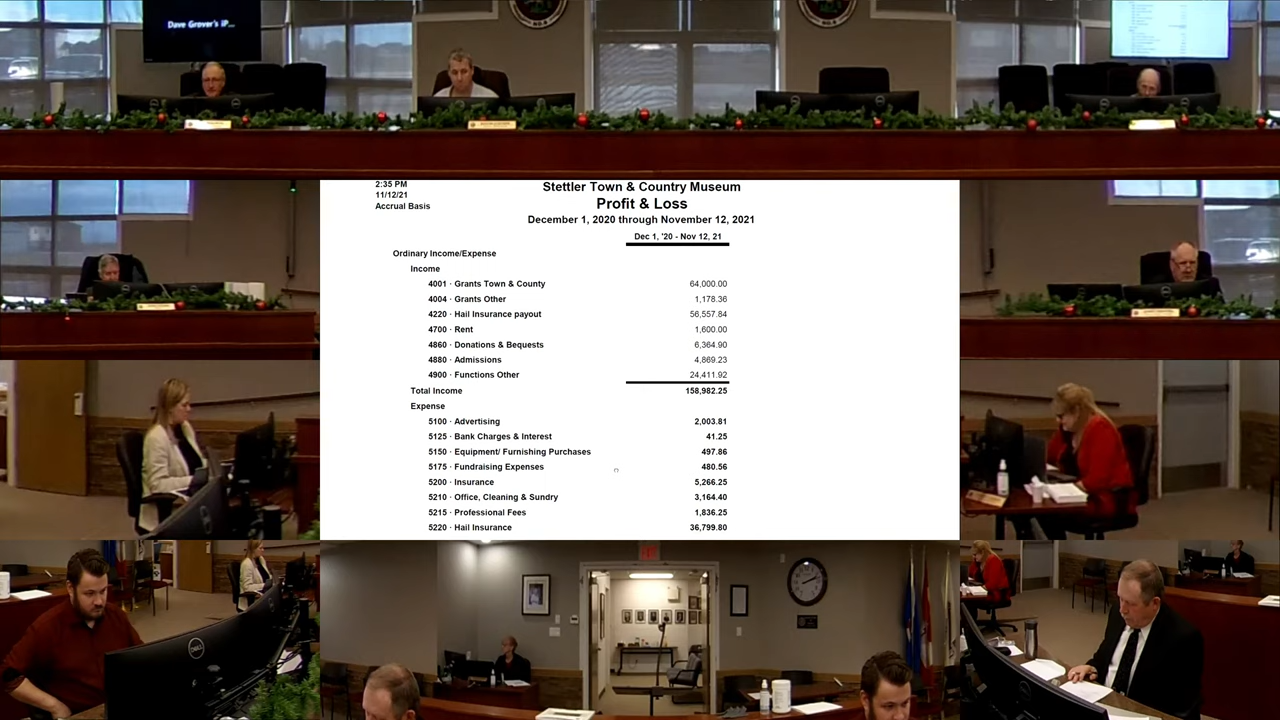 Dave Grover's iP...
NO. 6
2:35 PM
11/12/21
Accrual Basis
Stettler Town & Country Museum
Profit & Loss
December 1, 2020 through November 12, 2021
Dec 1, '20 - Nov 12, 21
Ordinary Income/Expense
Income
4001 · Grants Town & County 64,000.00
4004 · Grants Other 1,178.36
4220 · Hail Insurance payout 56,557.84
4700 · Rent 1,600.00
4860 · Donations & Bequests 6,364.90
4880 · Admissions 4,869.23
4900 · Functions Other 24,411.92
Total Income 158,982.25
Expense
5100 · Advertising 2,003.81
5125 · Bank Charges & Interest 41.25
5150 · Equipment/ Furnishing Purchases 497.86
5175 · Fundraising Expenses 480.56
5200 · Insurance 5,266.25
5210 · Office, Cleaning & Sundry 3,164.40
5215 · Professional Fees 1,836.25
5220 · Hail Insurance 36,799.80
DELL